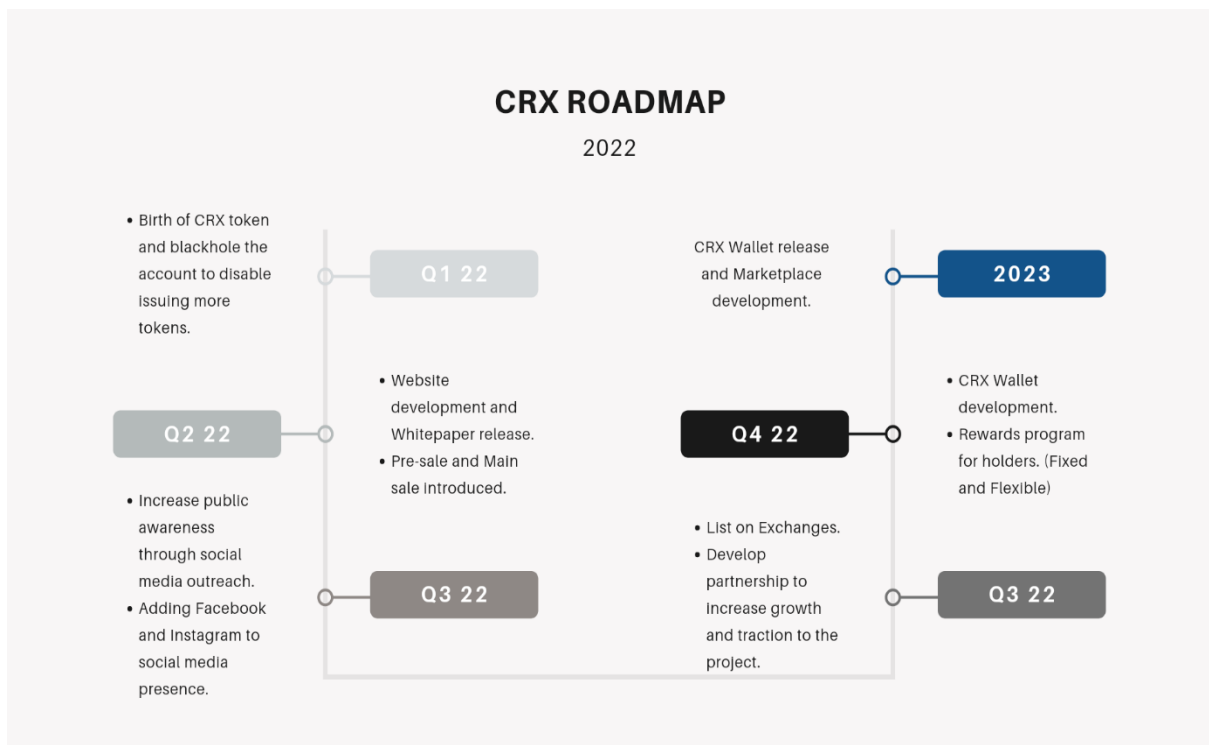 CRX ROADMAP
2022
• Birth of CRX token
and blackhole the
account to disable
issuing more
tokens.
Q1 22
Q2 22
• Website
development and
Whitepaper release.
• Pre-sale and Main
sale introduced.
• Increase public
awareness
through social
media outreach.
• Adding Facebook
and Instagram to
social media
presence.
Q3 22
• List on Exchanges.
• Develop
partnership to
increase growth
and traction to the
project.
Q3 22
Q4 22
• CRX Wallet
development.
• Rewards program
for holders. (Fixed
and Flexible)
CRX Wallet release
and Marketplace
development.
2023